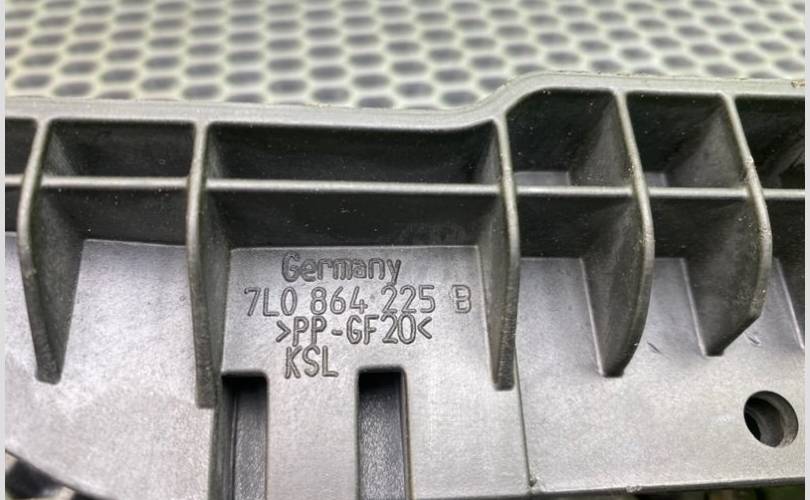 Germany
7L0 864 225 B
>PP-GF20<
KSL